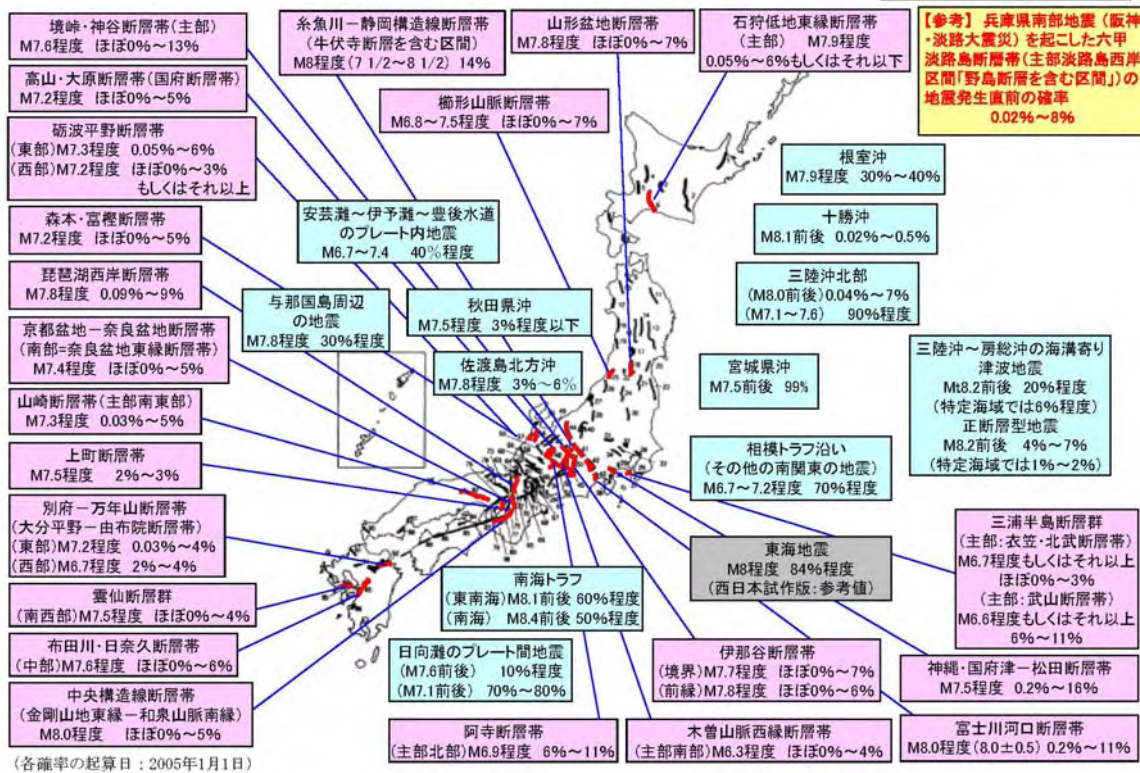 境峠・神谷断層帯(主部)
M7.6程度 ほぼ0%～13%
高山・大原断層帯(国府断層帯)
M7.2程度 ほぼ0%～5%
砺波平野断層帯
(東部)M7.3程度 0.05%～6%
(西部)M7.2程度 ほぼ0%～3%
もしくはそれ以上
森本・富樫断層帯
M7.2程度 ほぼ0%～5%
琵琶湖西岸断層帯
M7.8程度 0.09%～9%
京都盆地－奈良盆地断層帯
(南部=奈良盆地東縁断層帯)
M7.4程度 ほぼ0%～5%
山崎断層帯(主部南東部)
M7.3程度 0.03%～5%
上町断層帯
M7.5程度 2%～3%
別府－万年山断層帯
(大分平野－由布院断層帯)
(東部)M7.2程度 0.03%～4%
(西部)M6.7程度 2%～4%
雲仙断層群
(南西部)M7.5程度 ほぼ0%～4%
布田川・日奈久断層帯
(中部)M7.6程度 ほぼ0%～6%
中央構造線断層帯
(金剛山地東縁－和泉山脈南縁)
M8.0程度 ほぼ0%～5%
(各確率の起算日：2005年1月1日)
糸魚川－静岡構造線断層帯
(牛伏寺断層を含む区間)
M8程度(7 1/2～8 1/2) 14%
山形盆地断層帯
M7.8程度 ほぼ0%～7%
石狩低地東縁断層帯
(主部) M7.9程度
0.05%～6%もしくはそれ以下
【参考】 兵庫県南部地震（阪神
・淡路大震災）を起こした六甲
淡路島断層帯（主部淡路島西岸
区間「野島断層を含む区間」）の
地震発生直前の確率
0.02%～8%
櫛形山脈断層帯
M6.8～7.5程度 ほぼ0%～7%
根室沖
M7.9程度 30%～40%
十勝沖
M8.1前後 0.02%～0.5%
三陸沖北部
(M8.0前後)0.04%～7%
(M7.1～7.6) 90%程度
安芸灘～伊予灘～豊後水道
のプレート内地震
M6.7～7.4 40%程度
与那国島周辺
の地震
M7.8程度 30%程度
秋田県沖
M7.5程度 3%程度以下
佐渡島北方沖
M7.8程度 3%～6%
宮城県沖
M7.5前後 99%
三陸沖～房総沖の海溝寄り
津波地震
Mt8.2前後 20%程度
(特定海域では6%程度)
正断層型地震
M8.2前後 4%～7%
(特定海域では1%～2%)
相模トラフ沿い
(その他の南関東の地震)
M6.7～7.2程度 70%程度
東海地震
M8程度 84%程度
(西日本試作版：参考値)
南海トラフ
(東南海)M8.1前後 60%程度
(南海) M8.4前後 50%程度
日向灘のプレート間地震
(M7.6前後) 10%程度
(M7.1前後) 70%～80%
三浦半島断層群
(主部：衣笠・北武断層帯)
M6.7程度もしくはそれ以上
ほぼ0%～3%
(主部：武山断層帯)
M6.6程度もしくはそれ以上
6%～11%
伊那谷断層帯
(境界)M7.7程度 ほぼ0%～7%
(前縁)M7.8程度 ほぼ0%～6%
神縄・国府津－松田断層帯
M7.5程度 0.2%～16%
阿寺断層帯
(主部北部)M6.9程度 6%～11%
木曽山脈西縁断層帯
(主部南部)M6.3程度 ほぼ0%～4%
富士川河口断層帯
M8.0程度(8.0±0.5) 0.2%～11%